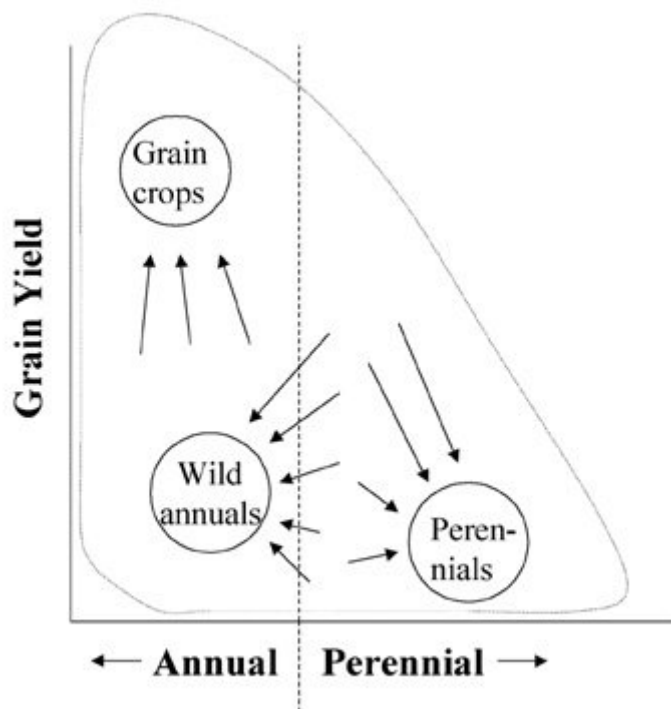 Grain Yield
Grain
crops
Wild
annuals
Peren-
nials
Annual
Perennial